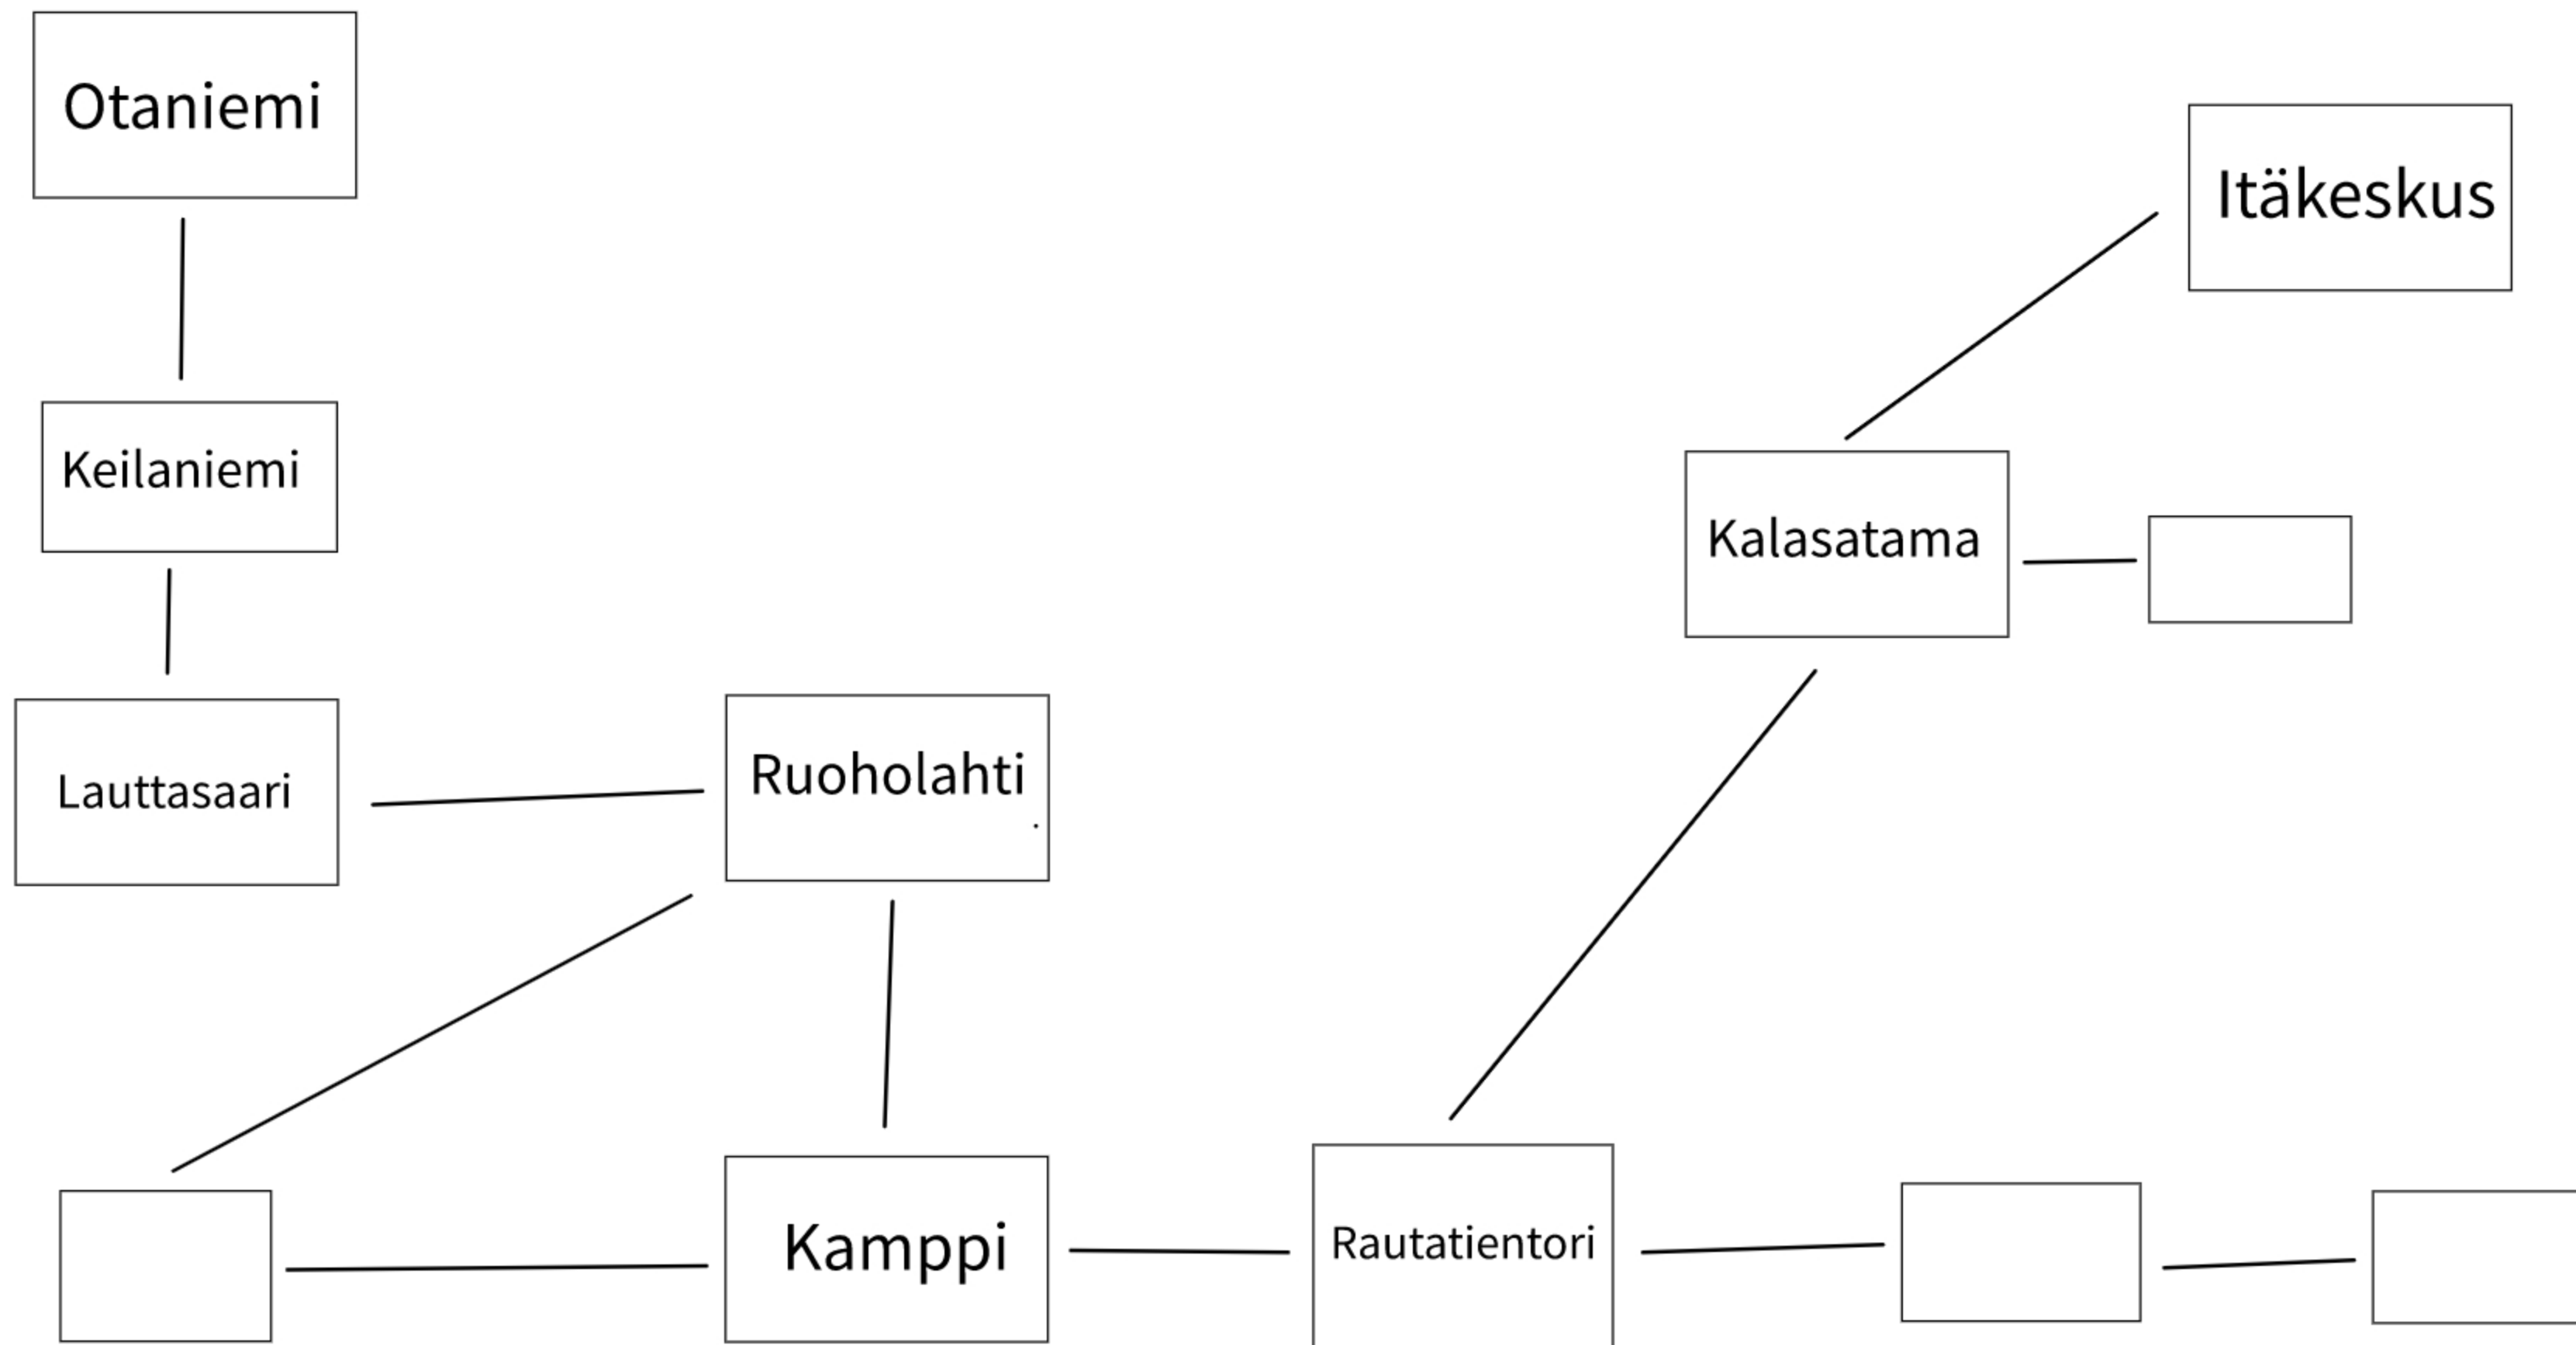 Otaniemi
Itäkeskus
Keilaniemi
Kalasatama
Lauttasaari
Ruoholahti
Kamppi
Rautatientori